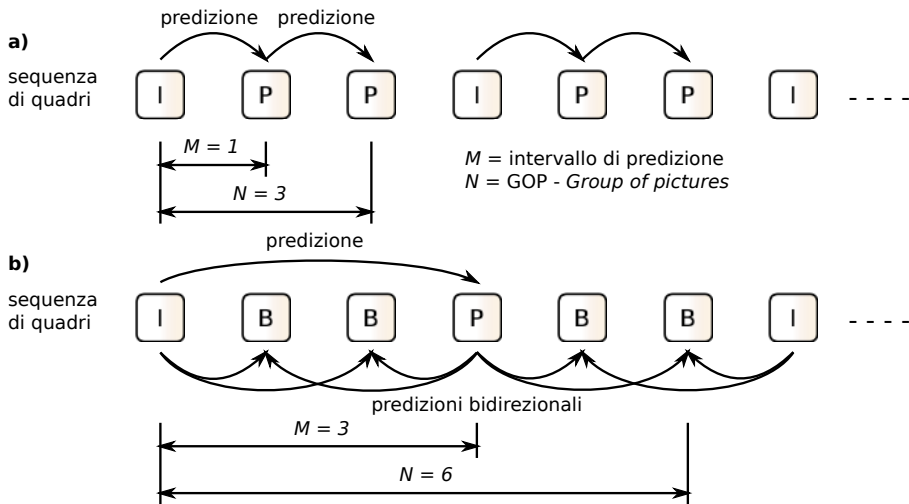 predizione predizione
a)
sequenza
di quadri
I P P I P P I - - - -
M = 1
M = intervallo di predizione
N = GOP - Group of pictures
N = 3
predizione
b)
sequenza
di quadri
I B B P B B I - - - -
predizioni bidirezionali
M = 3
N = 6